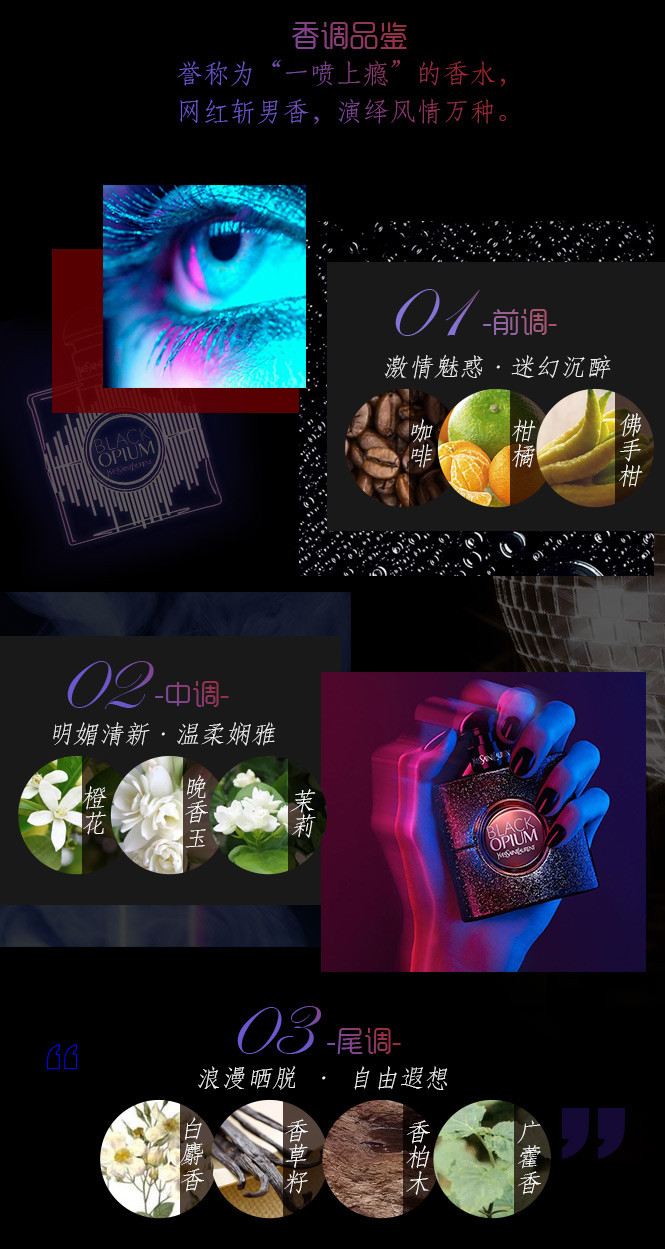 香调品鉴
誉称为“一喷上瘾”的香水，
网红斩男香，演绎风情万种。
01 -前调-
激情魅惑·迷幻沉醉
咖啡
柑橘
佛手柑
BLACK
OPIUM
YVESSAINTLAURENT
02 -中调-
明媚清新·温柔娴雅
橙花
晚香玉
茉莉
YVESSAINTLAURENT
BLACK
OPIUM
YVESSAINTLAURENT
03 -尾调-
“
浪漫晒脱 · 自由遐想
白麝香
香草籽
香柏木
广藿香
”